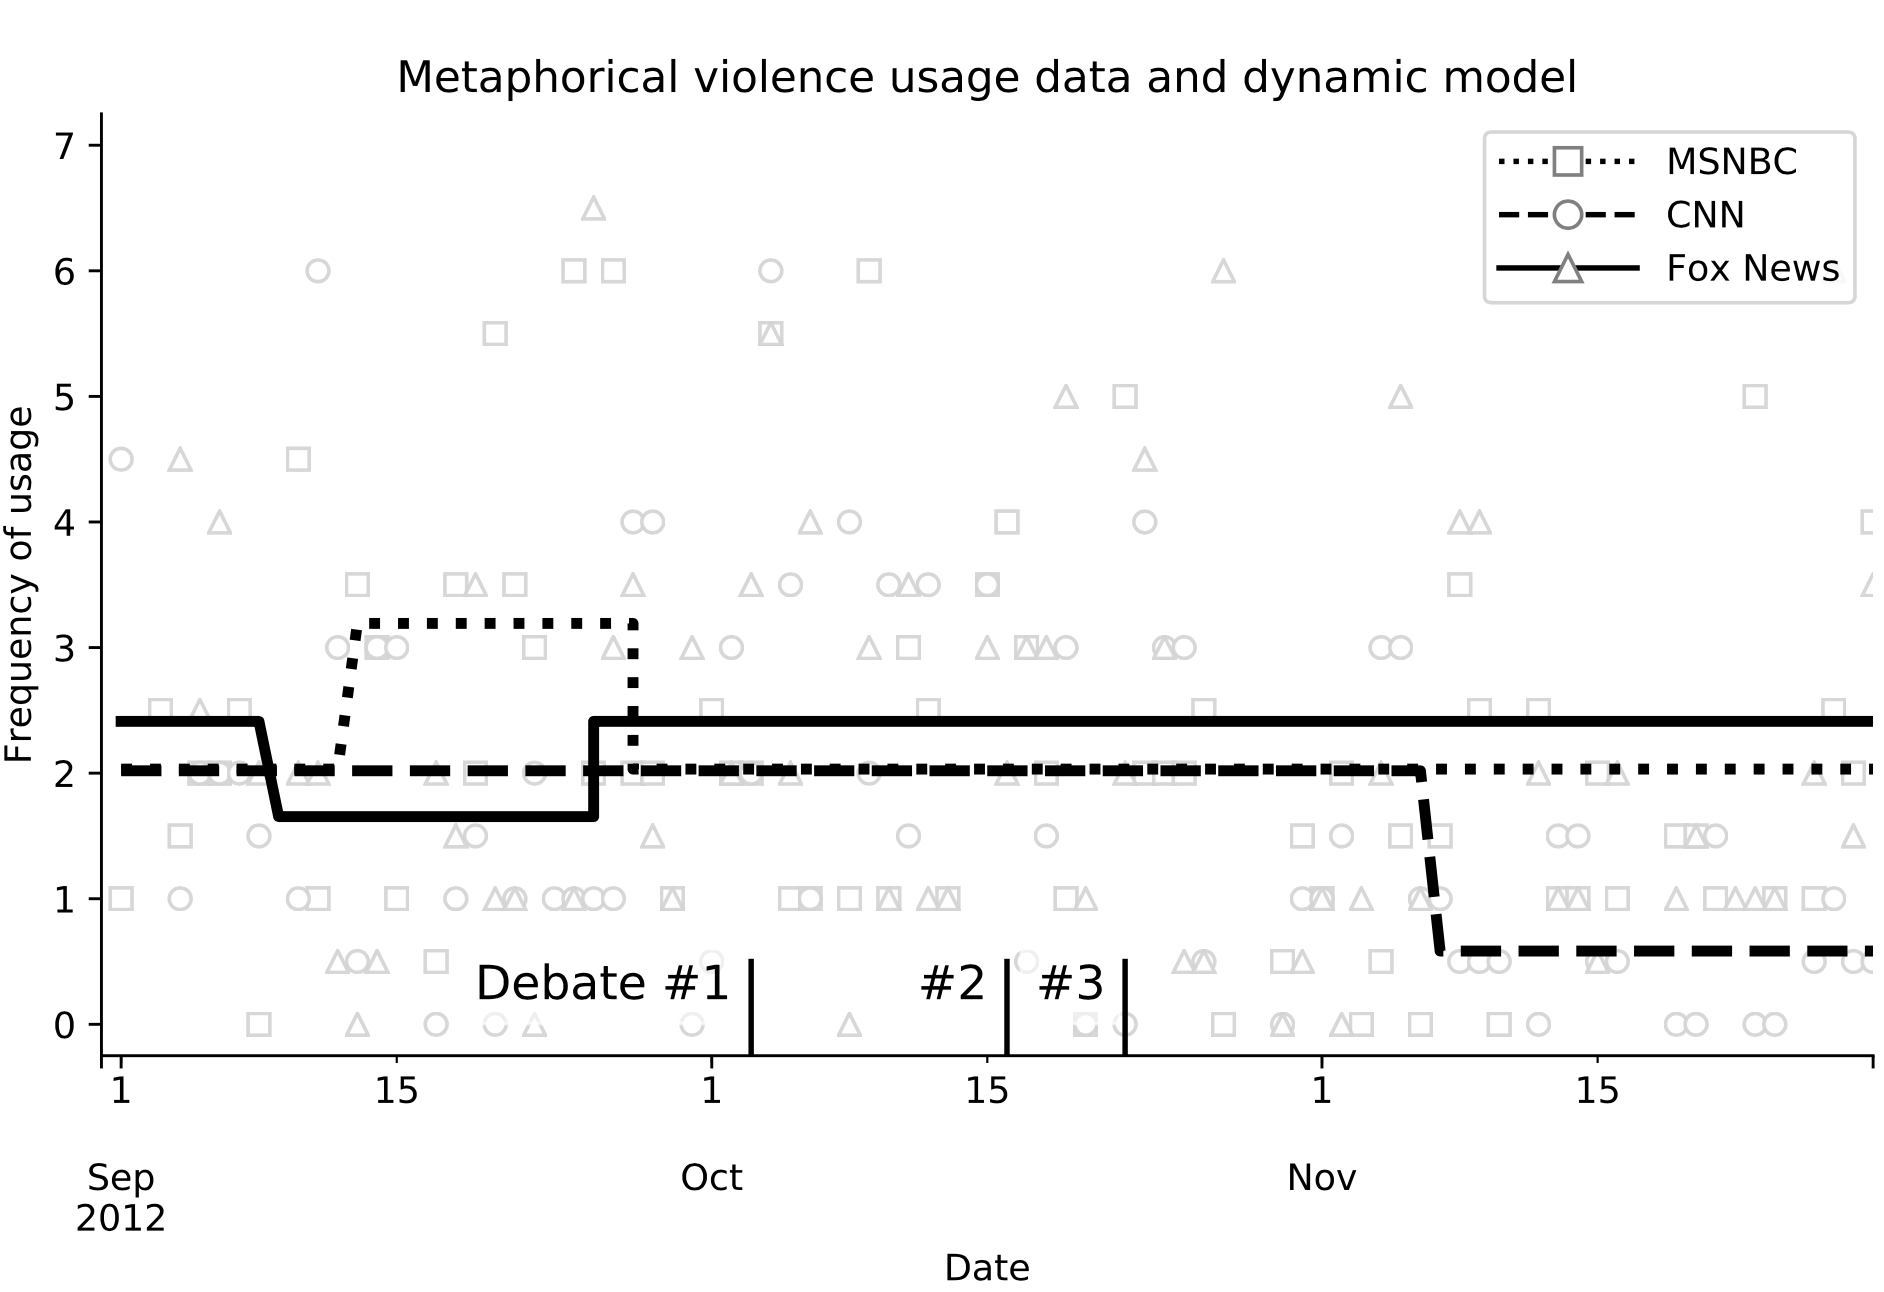 Metaphorical violence usage data and dynamic model
7
6
5
4
3
2
1
0
Frequency of usage
MSNBC
CNN
Fox News
Debate #1
#2
#3
1
15
1
15
1
15
Sep
2012
Oct
Nov
Date